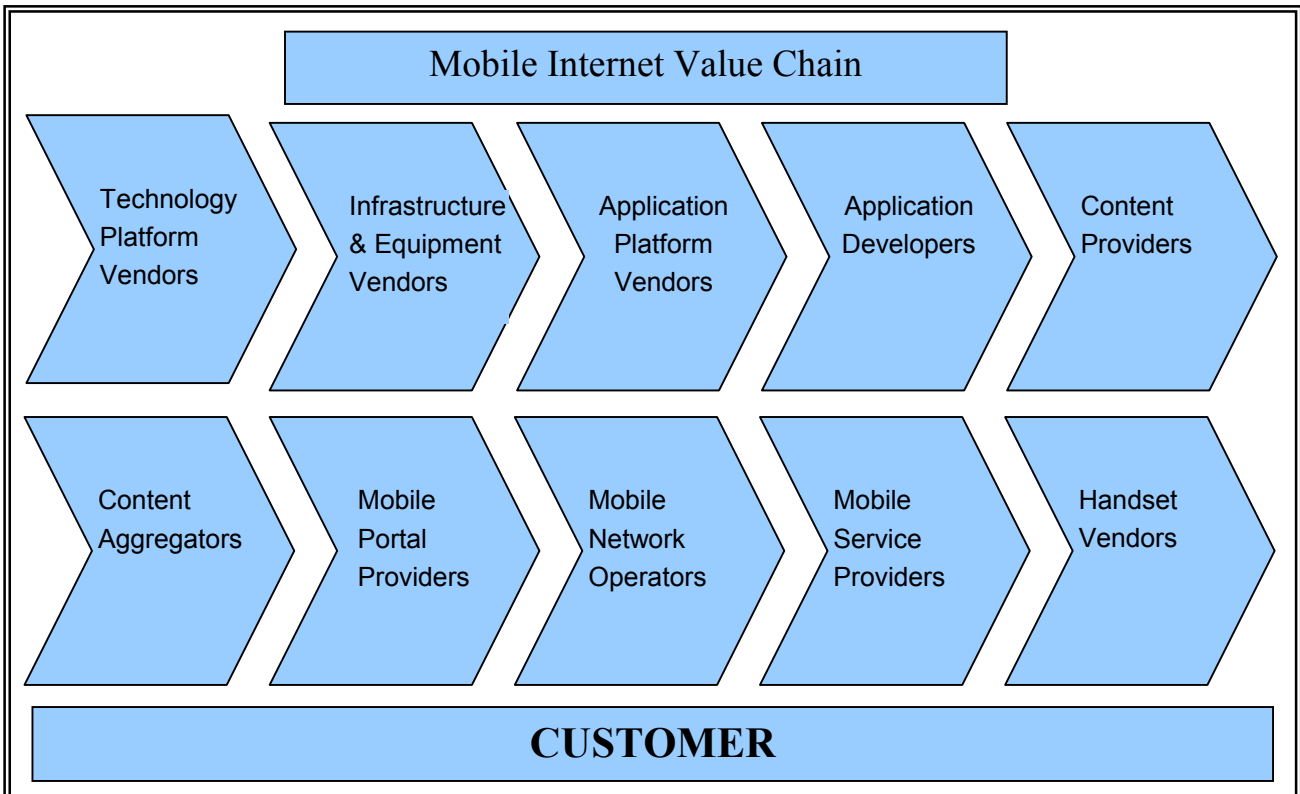 Mobile Internet Value Chain
Technology
Platform
Vendors
Infrastructure
& Equipment
Vendors
Application
Platform
Vendors
Application
Developers
Content
Providers
Content
Aggregators
Mobile
Portal
Providers
Mobile
Network
Operators
Mobile
Service
Providers
Handset
Vendors
CUSTOMER